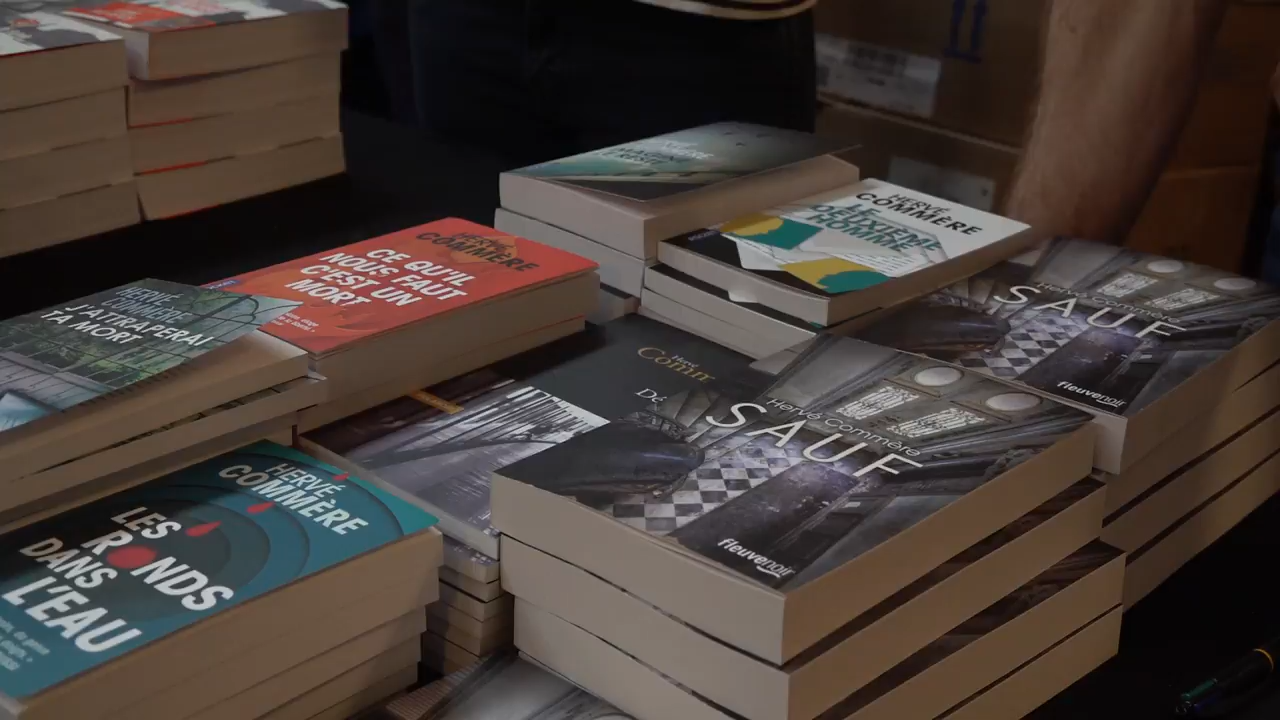 HERVÉ
COMMÈRE
LE
DEUXIÈME
HOMME
HERVÉ
COMMÈRE
CE QU'IL
NOUS FAUT
C'EST UN
MORT
HERVÉ
COMMÈRE
J'ATTRAPERAI
TA MORT
Hervé Commère
SAUF
fleuvenoir
Hervé
Comm
Dé
Hervé Commère
SAUF
fleuvenoir
HERVÉ
COMMÈRE
LES
RONDS
DANS
L'EAU